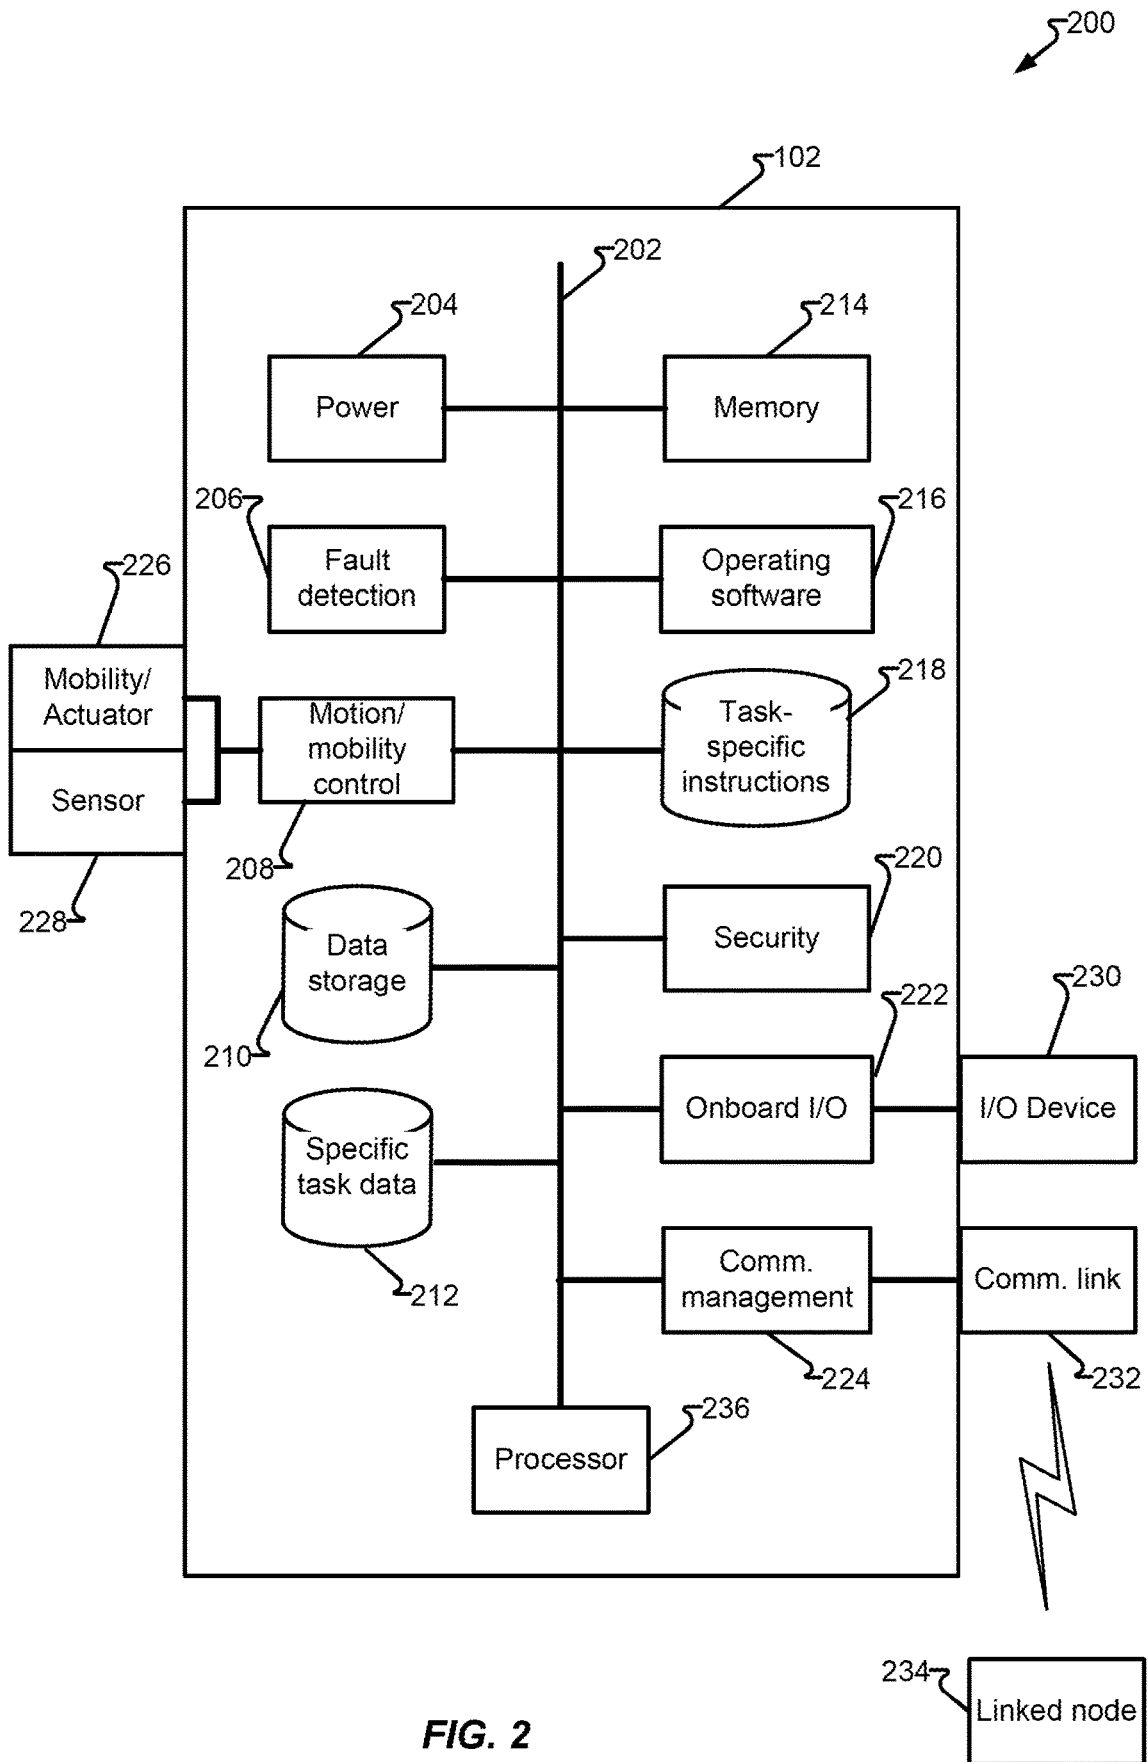 200
102
202
204
214
Power
Memory
206
216
Fault
detection
Operating
software
226
218
Mobility/
Actuator
Motion/
mobility
control
Task-
specific
instructions
Sensor
208
228
220
Data
storage
Security
210
222
230
Specific
task data
Onboard I/O
I/O Device
212
Comm.
management
Comm. link
224
232
236
Processor
234
Linked node
FIG. 2